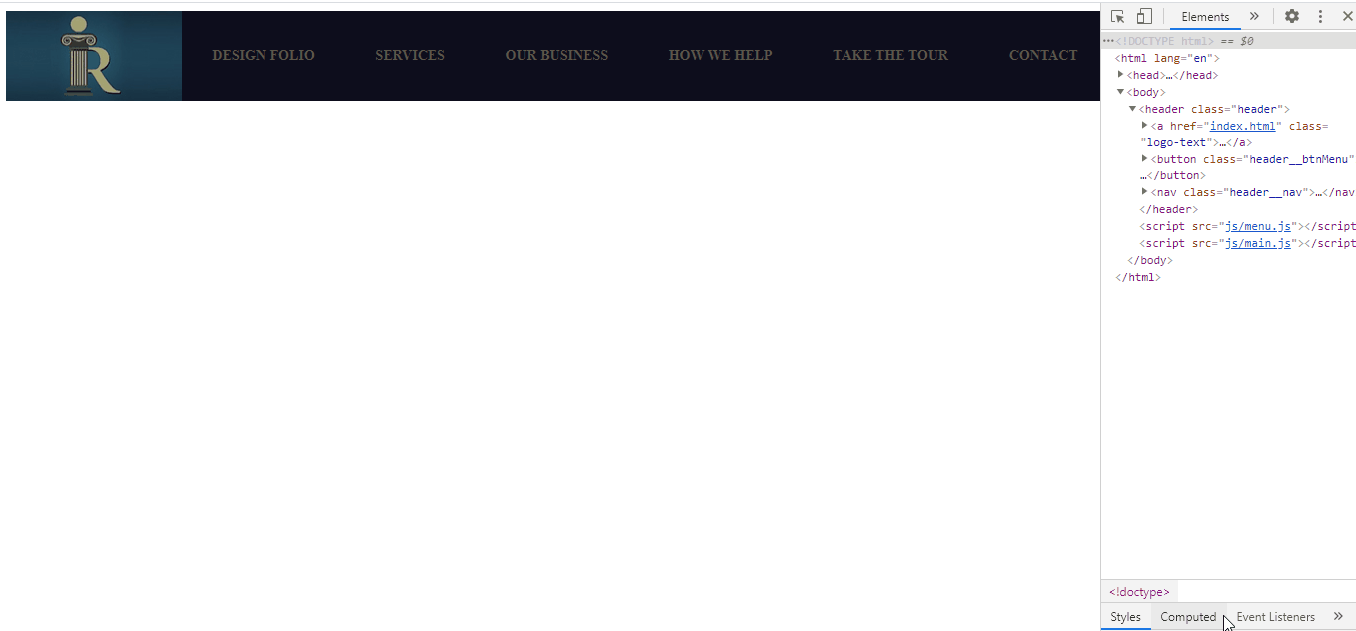 R
DESIGN FOLIO SERVICES OUR BUSINESS HOW WE HELP TAKE THE TOUR CONTACT
Elements
<!DOCTYPE html> == $0
<html lang="en">
<head>…</head>
<body>
<header class="header">
<a href="index.html" class=
"logo-text">…</a>
<button class="header__btnMenu"
…</button>
<nav class="header__nav">…</nav
</header>
<script src="js/menu.js"></script
<script src="js/main.js"></script
</body>
</html>
<!doctype>
Styles Computed Event Listeners